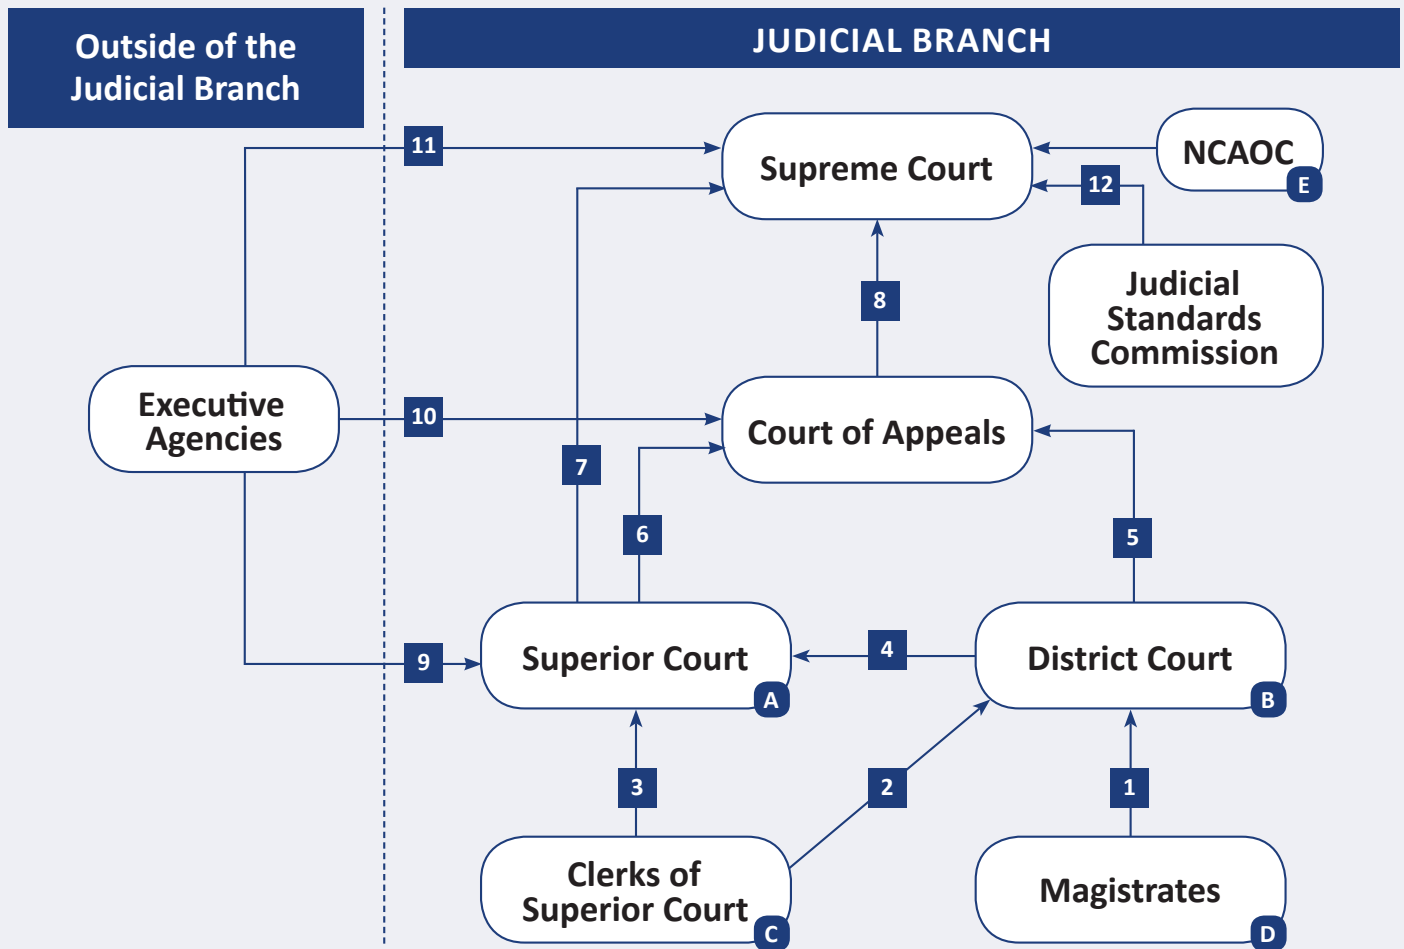 Outside of the
Judicial Branch
JUDICIAL BRANCH
11
Supreme Court
NCAOC
E
12
8
Judicial
Standards
Commission
Executive
Agencies
10
Court of Appeals
7
6
5
9
Superior Court
A
4
District Court
B
3
2
1
Clerks of
Superior Court
C
Magistrates
D